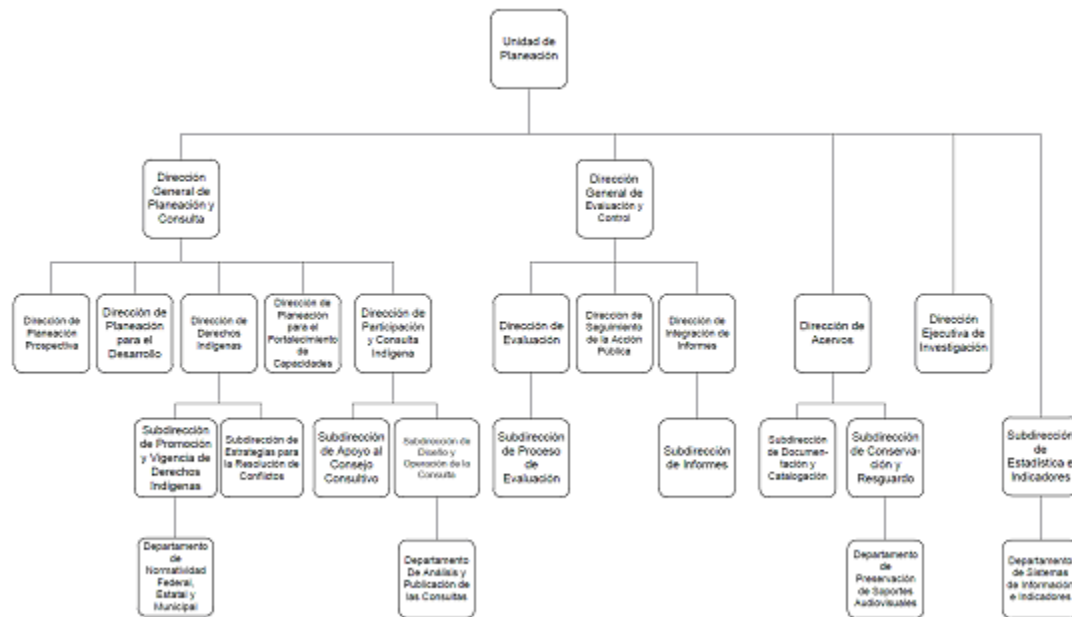 Unidad de
Planeación
Dirección
General de
Planeación y
Consulta
Dirección
General de
Evaluación y
Control
Dirección de
Planeación
Prospectiva
Dirección de
Planeación
para el
Desarrollo
Dirección de
Derechos
Indígenas
Dirección de
Planeación
para el
Fortalecimiento
de
Capacidades
Dirección de
Participación
y Consulta
Indígena
Dirección de
Evaluación
Dirección de
Seguimiento
de la Acción
Pública
Dirección de
Integración de
Informes
Dirección de
Acervos
Dirección
Ejecutiva de
Investigación
Subdirección
de Promoción
y Vigencia de
Derechos
Indígenas
Subdirección de
Estrategias para
la Resolución de
Conflictos
Subdirección
de Apoyo al
Consejo
Consultivo
Subdirección de
Diseño y
Operación de la
Consulta
Subdirección
de Proceso
de
Evaluación
Subdirección
de Informes
Subdirección
de Documen-
tación y
Catalogación
Subdirección
de Conserva-
ción y
Resguardo
Subdirección
de
Estadística e
Indicadores
Departamento
de
Normatividad
Federal,
Estatal y
Municipal
Departamento
De Análisis y
Publicación de
las Consultas
Departamento
de
Preservación
de Soportes
Audiovisuales
Departamento
de Sistemas
de Información
e Indicadores